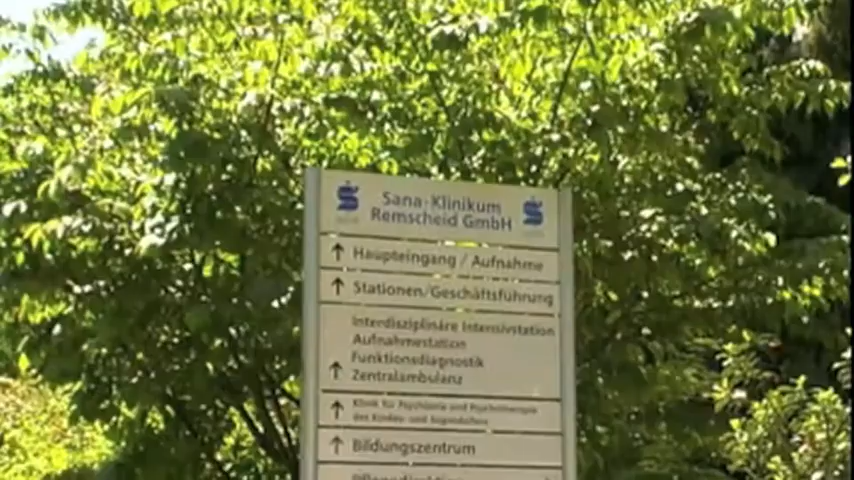 Sana-Klinikum
Remscheid GmbH
Haupteingang / Aufnahme
Stationen/Geschäftsführung
Interdisziplinäre Intensivstation
Aufnahmestation
Funktionsdiagnostik
Zentralambulanz
Klinik für Psychiatrie und Psychotherapie
des Kindes- und Jugendalters
Bildungszentrum